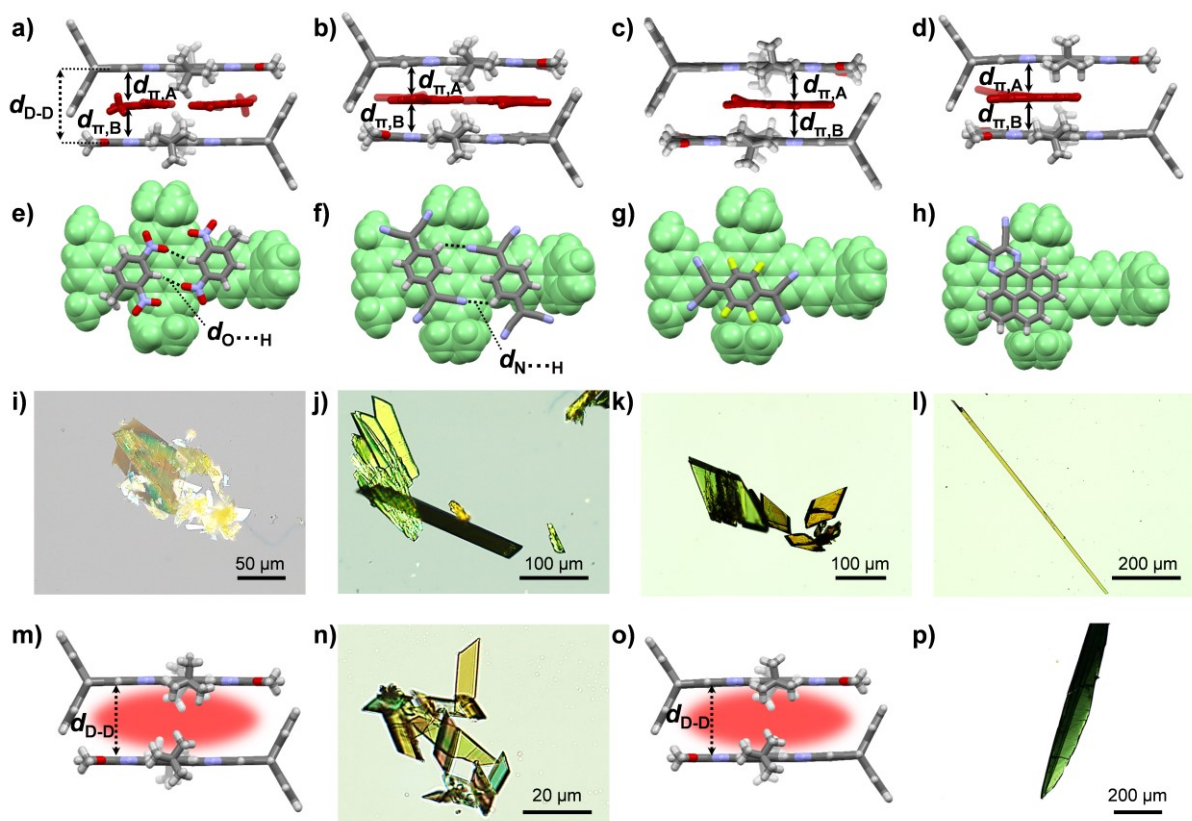 a) b) c) d)
dπ,A dπ,A dπ,A dπ,A
dD-D
dπ,B dπ,B dπ,B dπ,B
e) f) g) h)
dO···H dN···H
i) j) k) l)
50 µm 100 µm 100 µm 200 µm
m) n) o) p)
dD-D dD-D
20 µm 200 µm